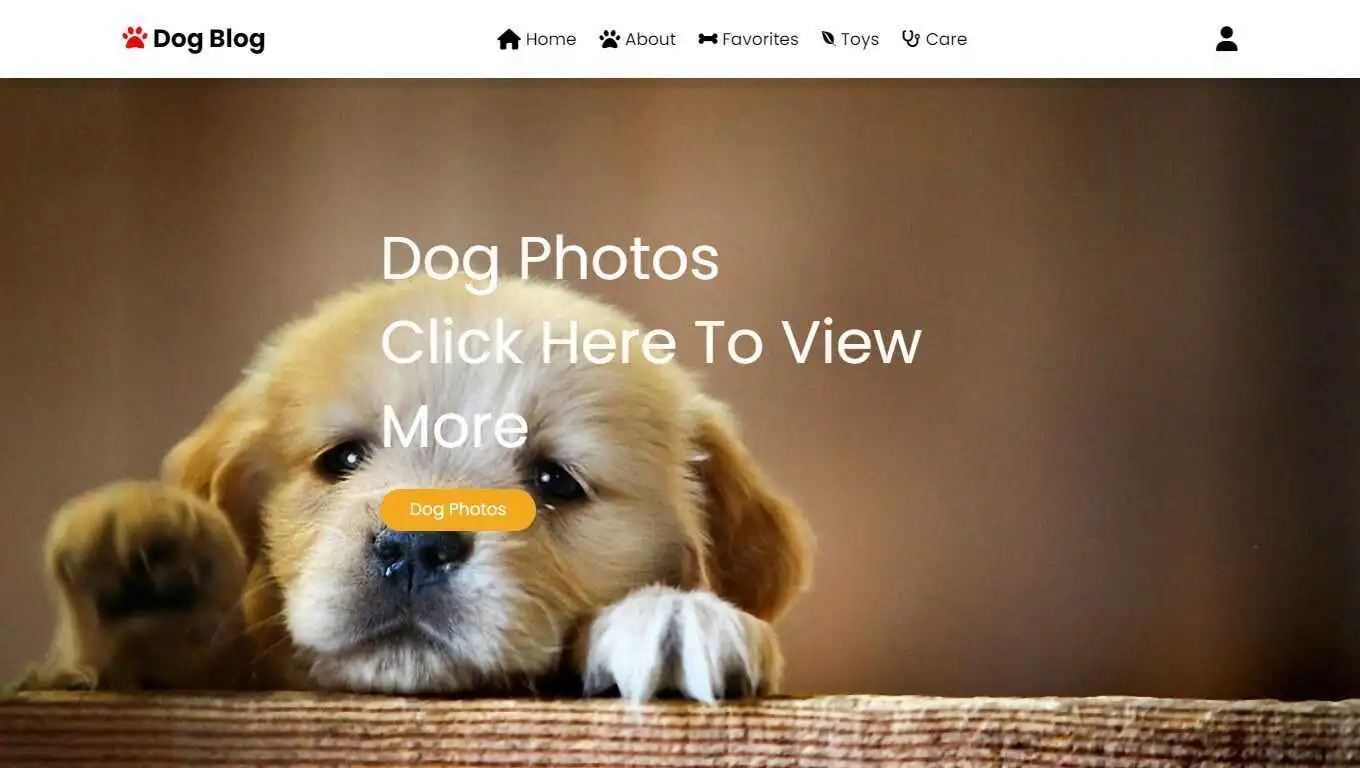 Dog Blog
Home
About
Favorites
Toys
Care
Dog Photos
Click Here To View
More
Dog Photos